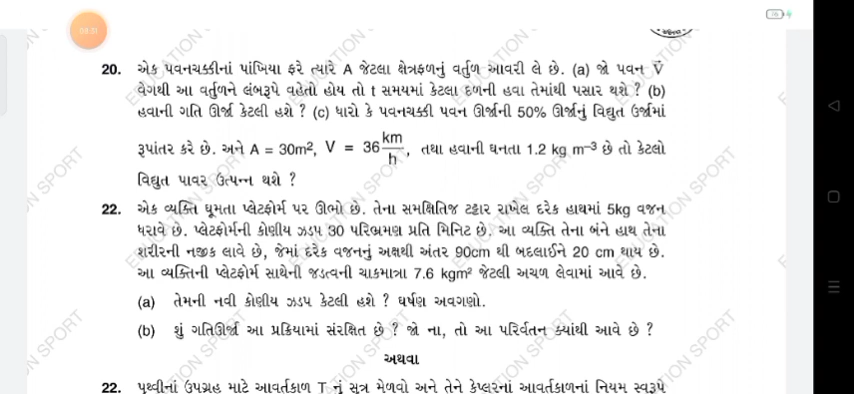 08:31
20. એક પવનચક્કીનાં પાંખિયા ફરે ત્યારે A જેટલા ક્ષેત્રફળનું વર્તુળ આવરી લે છે. (a) જો પવન V⃗
વેગથી આ વર્તુળને લંબરૂપે વહેતો હોય તો t સમયમાં કેટલા દળની હવા તેમાંથી પસાર થશે ? (b)
હવાની ગતિ ઊર્જા કેટલી હશે ? (c) ધારો કે પવનચક્કી પવન ઊર્જાની 50% ઊર્જાનું વિદ્યુત ઉર્જામાં
રૂપાંતર કરે છે. અને A = 30m², V = 36 km/h, તથા હવાની ઘનતા 1.2 kg m⁻³ છે તો કેટલો
વિદ્યુત પાવર ઉત્પન્ન થશે ?
22. એક વ્યક્તિ ઘૂમતા પ્લેટફોર્મ પર ઊભો છે. તેના સમક્ષિતિજ ટટ્ટાર રાખેલ દરેક હાથમાં 5kg વજન
ધરાવે છે. પ્લેટફોર્મની કોણીય ઝડપ 30 પરિભ્રમણ પ્રતિ મિનિટ છે. આ વ્યક્તિ તેના બંને હાથ તેના
શરીરની નજીક લાવે છે, જેમાં દરેક વજનનું અક્ષથી અંતર 90cm થી બદલાઈને 20 cm થાય છે.
આ વ્યક્તિની પ્લેટફોર્મ સાથેની જડત્વની ચાકમાત્રા 7.6 kgm² જેટલી અચળ લેવામાં આવે છે.
(a) તેમની નવી કોણીય ઝડપ કેટલી હશે ? ઘર્ષણ અવગણો.
(b) શું ગતિઊર્જા આ પ્રક્રિયામાં સંરક્ષિત છે ? જો ના, તો આ પરિવર્તન ક્યાંથી આવે છે ?
અથવા
22. પૃથ્વીનાં ઉપગ્રહ માટે આવર્તકાળ T નું સૂત્ર મેળવો અને તેને કેપ્લરનાં આવર્તકાળનાં નિયમ સ્વરૂપે
EDUCATION SPORT